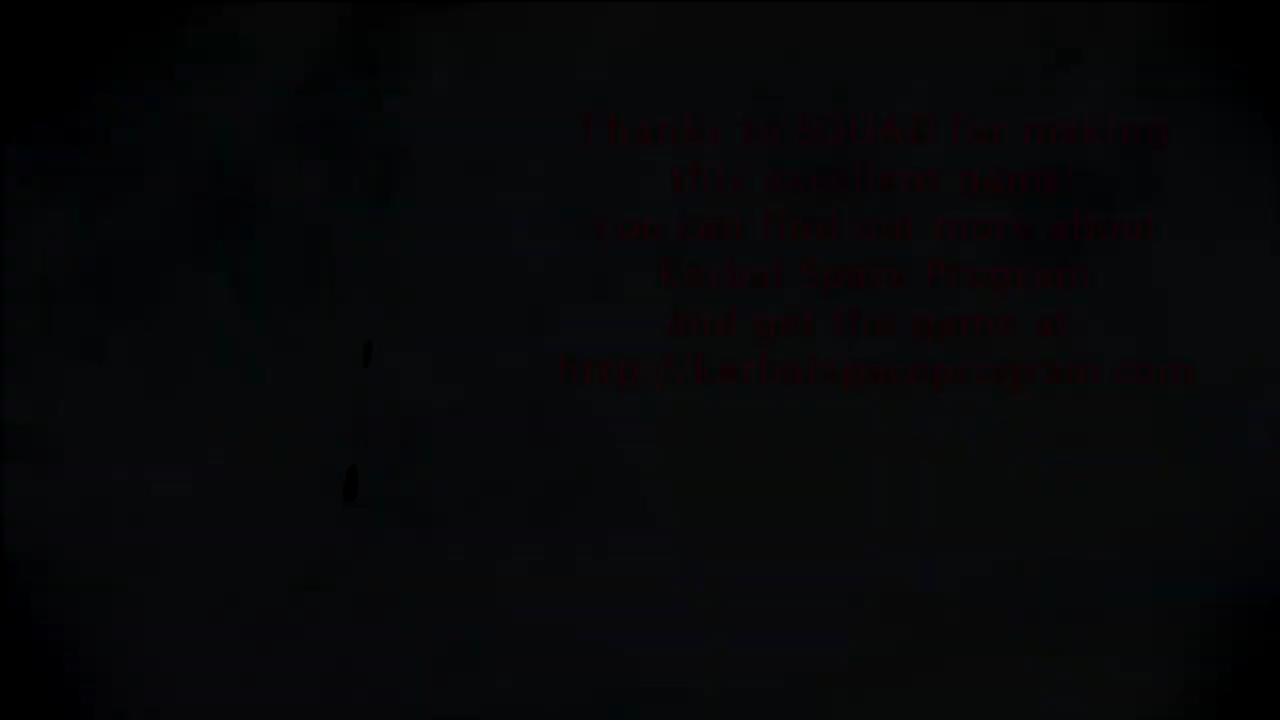 Thanks to SQUAD for making
this excellent game!
You can find out more about
Kerbal Space Program
and get the game at
http://kerbalspaceprogram.com